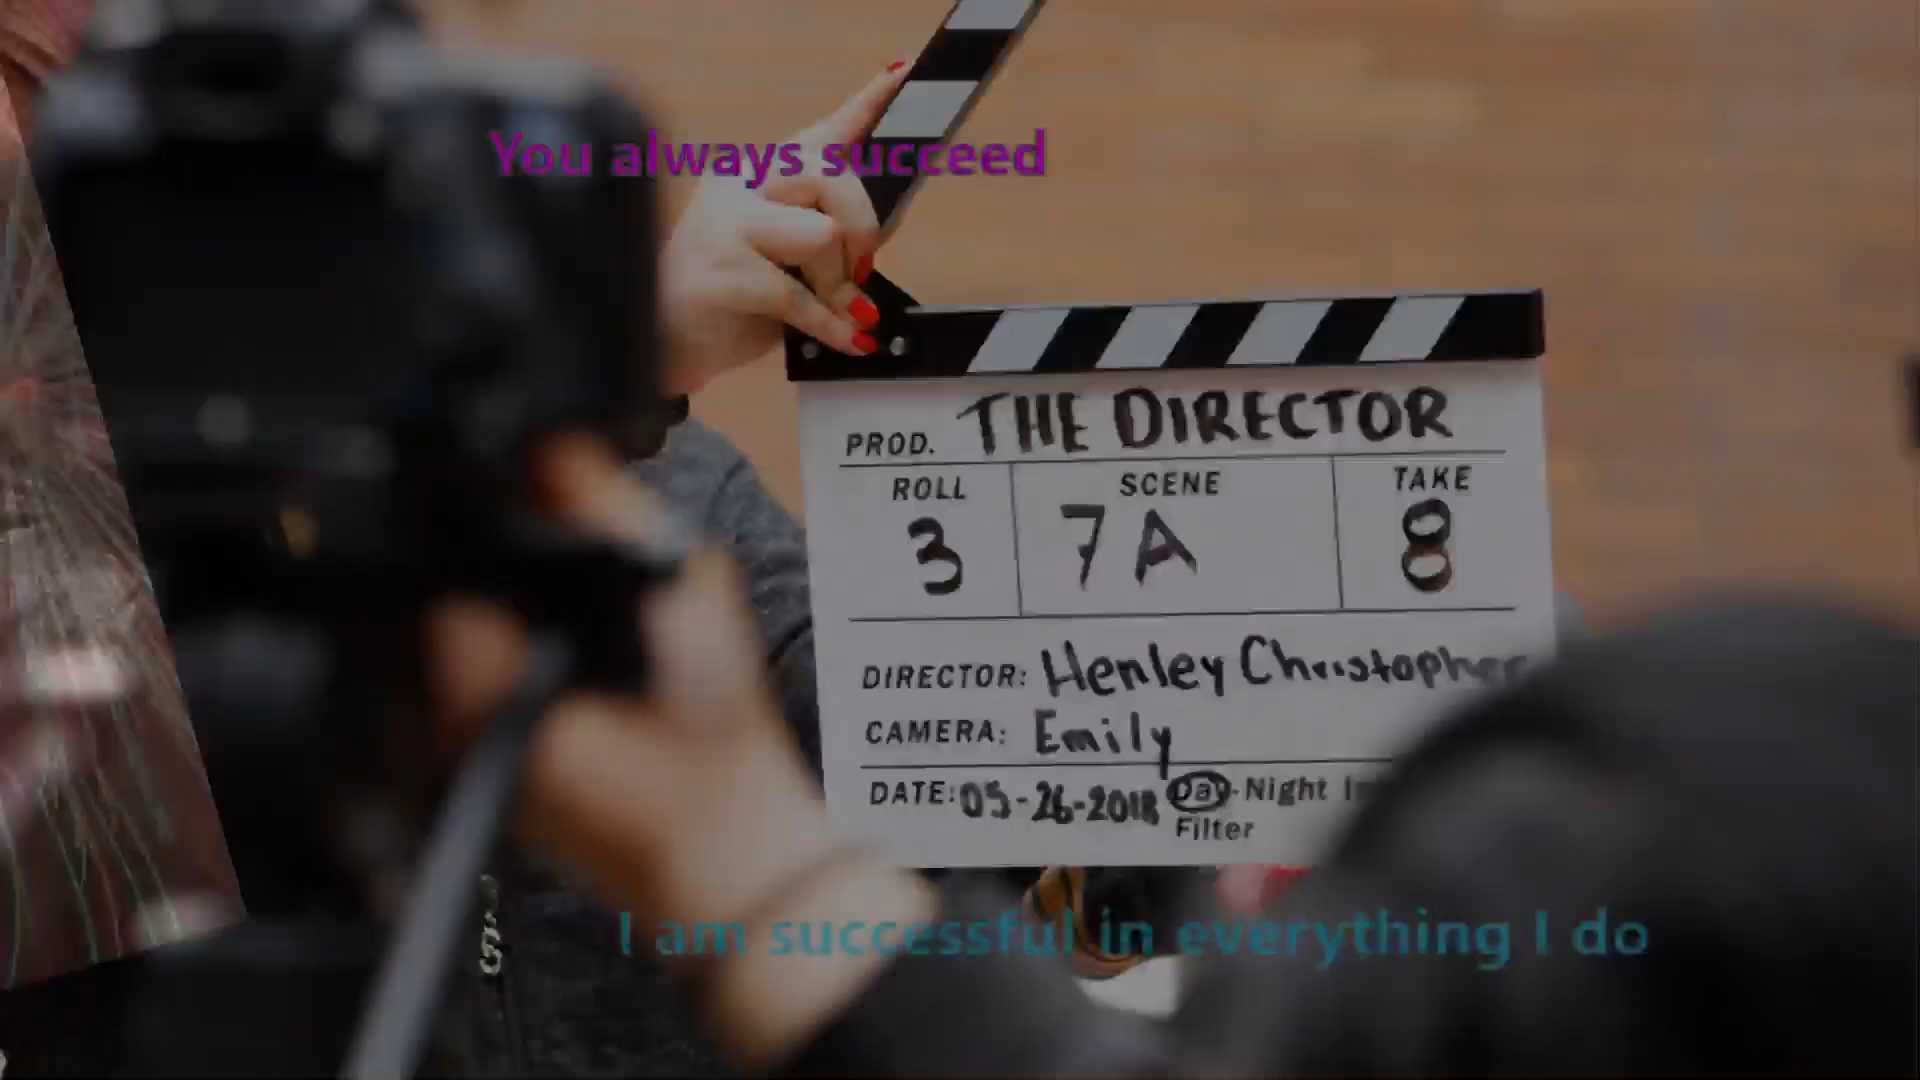 You always succeed
PROD. THE DIRECTOR
ROLL SCENE TAKE
3 7A 8
DIRECTOR: Henley Christopher
CAMERA: Emily
DATE: 05-26-2018 Day-Night
Filter
I am successful in everything I do